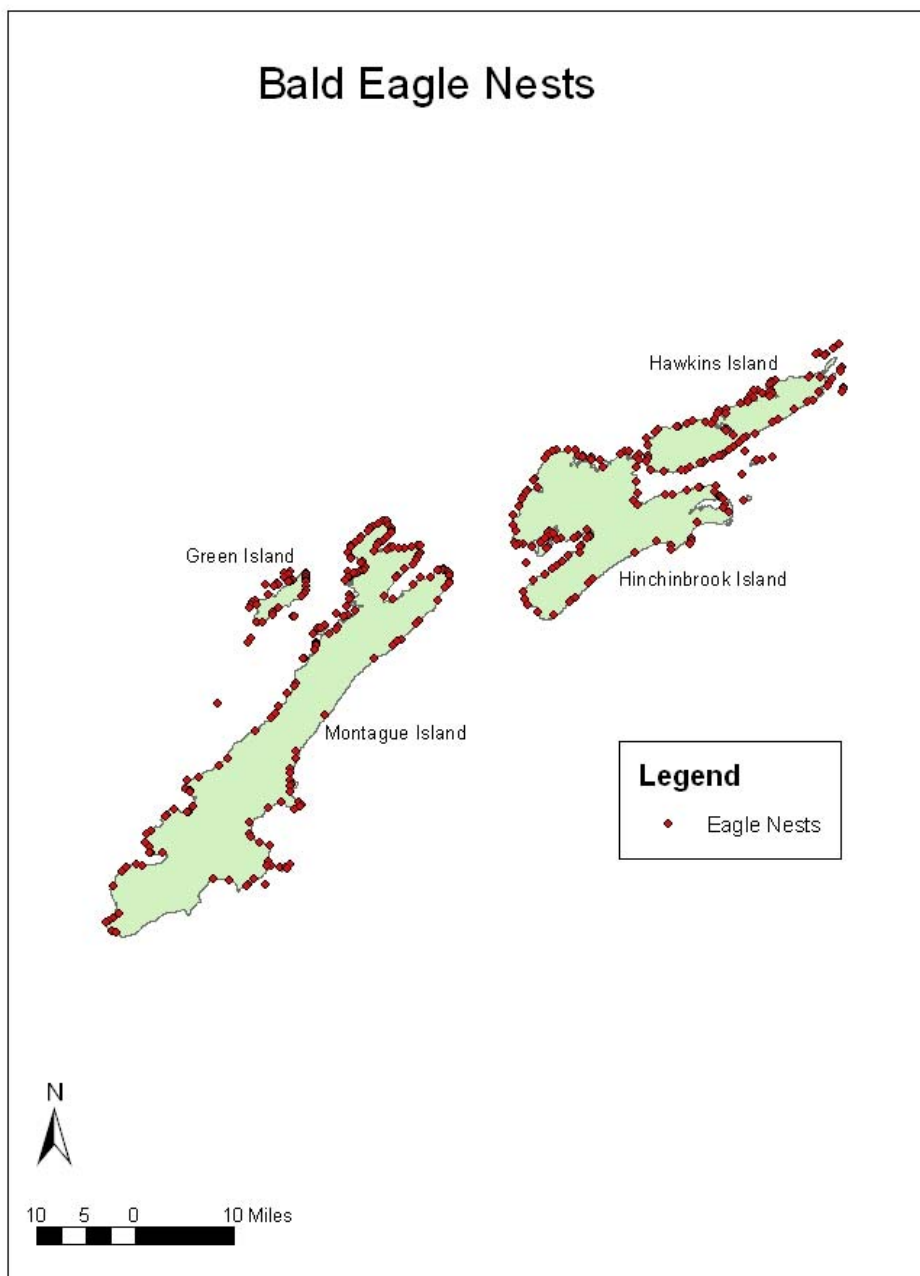 Bald Eagle Nests
Hawkins Island
Green Island
Hinchinbrook Island
Montague Island
Legend
Eagle Nests
N
10 5 0 10 Miles